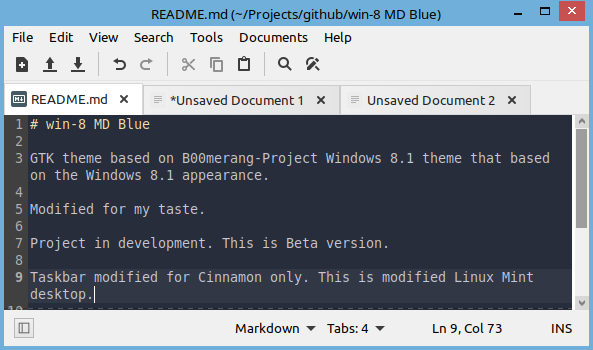 README.md (~/Projects/github/win-8 MD Blue)
File Edit View Search Tools Documents Help
README.md *Unsaved Document 1 Unsaved Document 2
1 # win-8 MD Blue
2
3 GTK theme based on B00merang-Project Windows 8.1 theme that based
on the Windows 8.1 appearance.
4
5 Modified for my taste.
6
7 Project in development. This is Beta version.
8
9 Taskbar modified for Cinnamon only. This is modified Linux Mint
desktop.
10
Markdown Tabs: 4 Ln 9, Col 73 INS